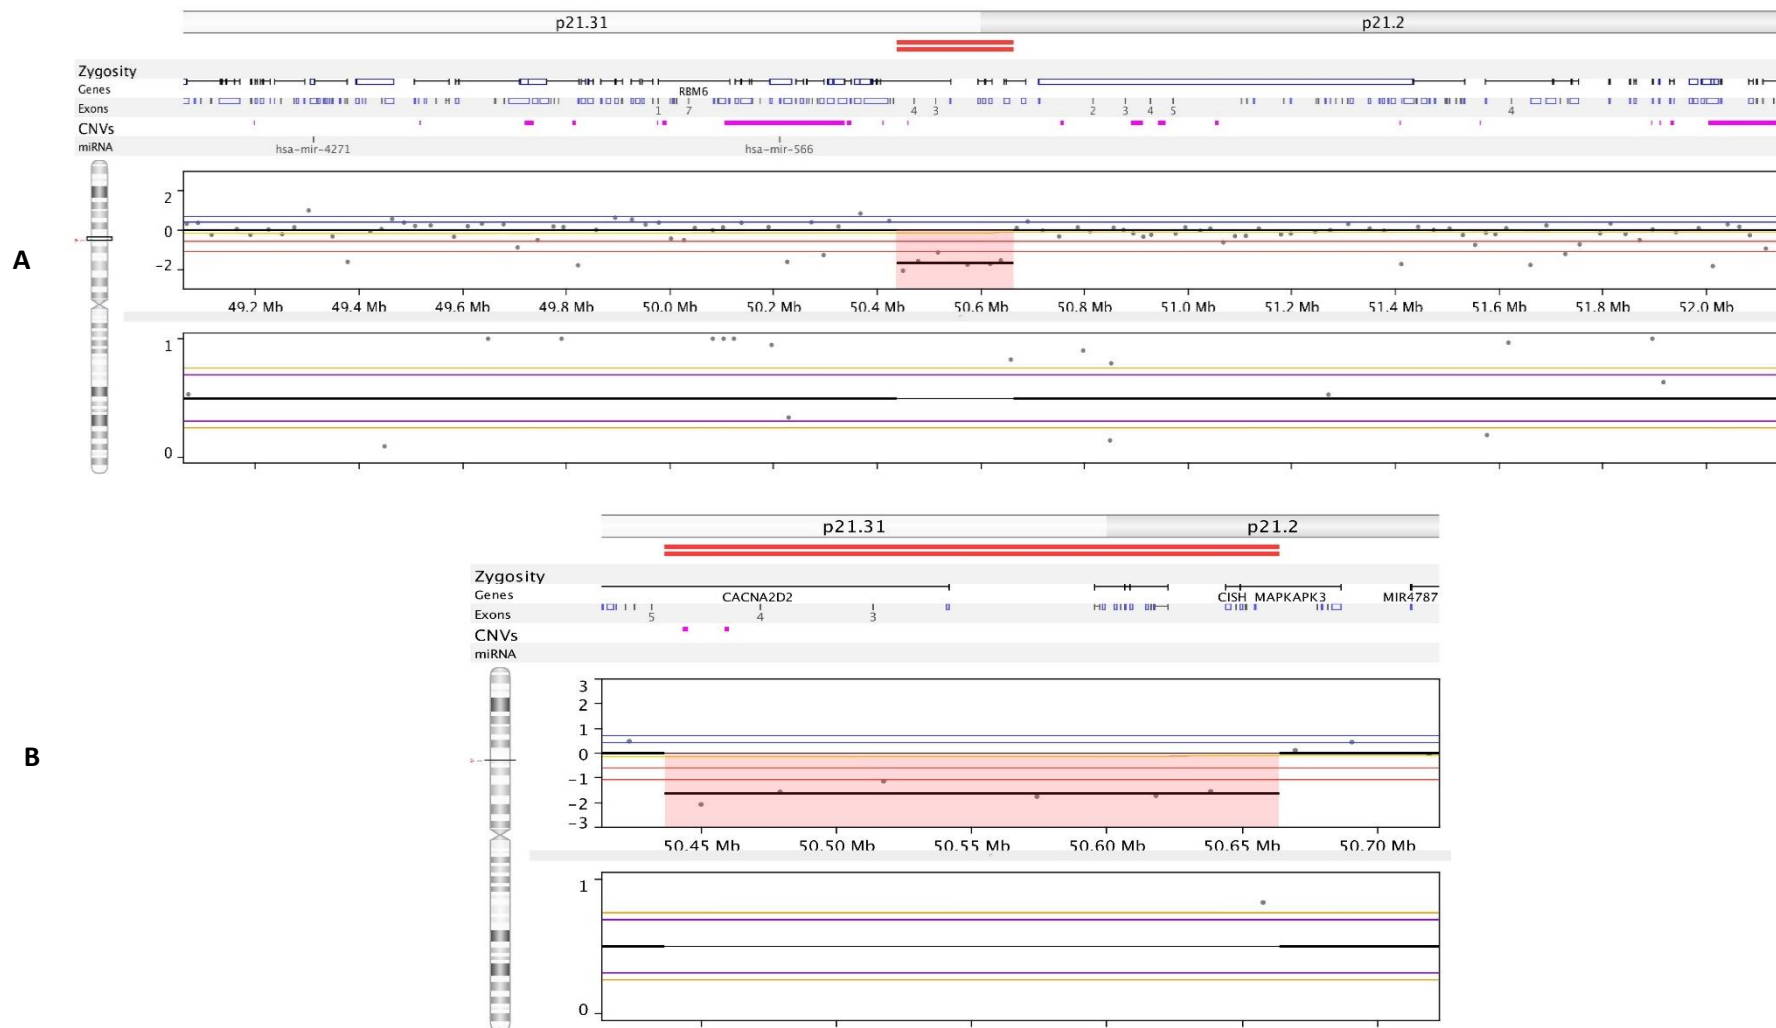 p21.31 p21.2
Zygosity
Genes
RBM6
Exons 1 7 4 3 2 3 4 5 4
CNVs
miRNA
hsa-mir-4271 hsa-mir-566
A
2
0
-2
49.2 Mb 49.4 Mb 49.6 Mb 49.8 Mb 50.0 Mb 50.2 Mb 50.4 Mb 50.6 Mb 50.8 Mb 51.0 Mb 51.2 Mb 51.4 Mb 51.6 Mb 51.8 Mb 52.0 Mb
1
0
p21.31 p21.2
Zygosity
Genes CACNA2D2 CISH MAPKAPK3 MIR4787
Exons 5 4 3
CNVs
miRNA
B
3
2
1
0
-1
-2
-3
50.45 Mb 50.50 Mb 50.55 Mb 50.60 Mb 50.65 Mb 50.70 Mb
1
0